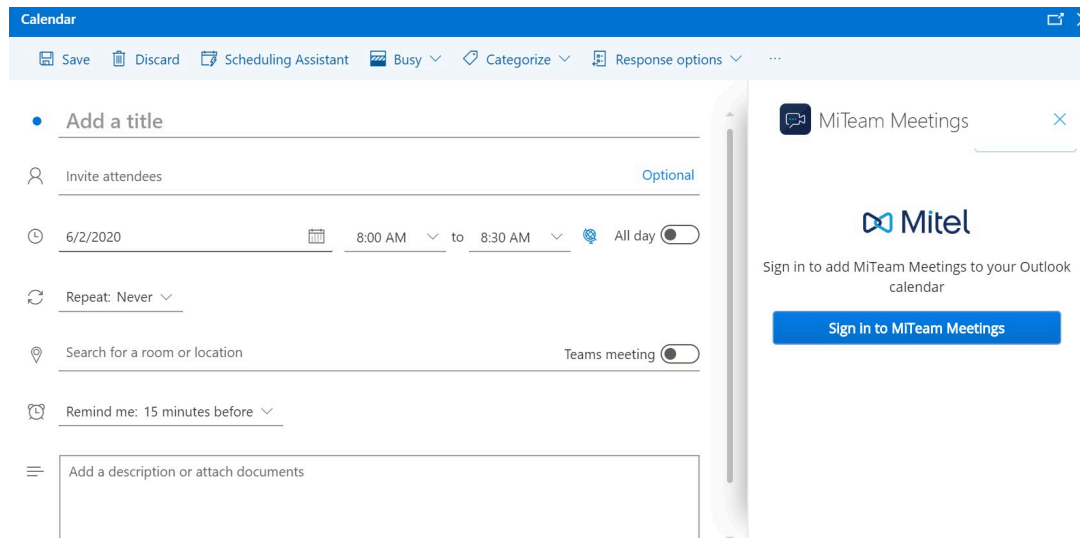 Calendar
Save Discard Scheduling Assistant Busy Categorize Response options ...
Add a title
Invite attendees Optional
6/2/2020 8:00 AM to 8:30 AM All day
Repeat: Never
Search for a room or location Teams meeting
Remind me: 15 minutes before
Add a description or attach documents
MiTeam Meetings
Mitel
Sign in to add MiTeam Meetings to your Outlook
calendar
Sign in to MiTeam Meetings